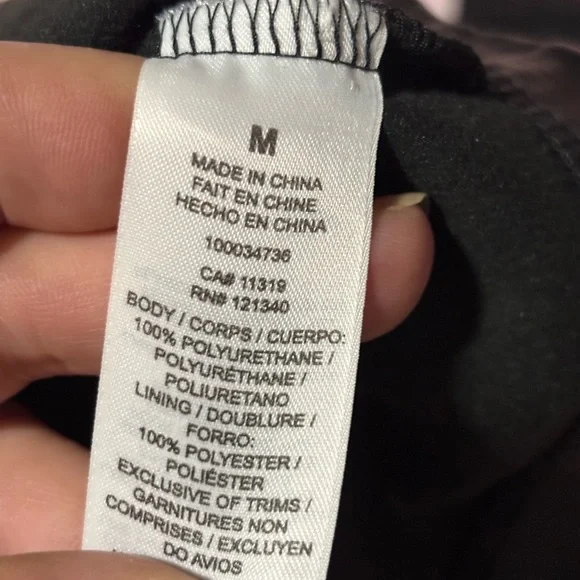 M
MADE IN CHINA
FAIT EN CHINE
HECHO EN CHINA
100034736
CA# 11319
RN# 121340
BODY / CORPS / CUERPO:
100% POLYURETHANE /
POLYURÉTHANE /
POLIURETANO
LINING / DOUBLURE /
FORRO:
100% POLYESTER /
POLIÉSTER
EXCLUSIVE OF TRIMS /
GARNITURES NON
COMPRISES / EXCLUYEN
DO AVIOS